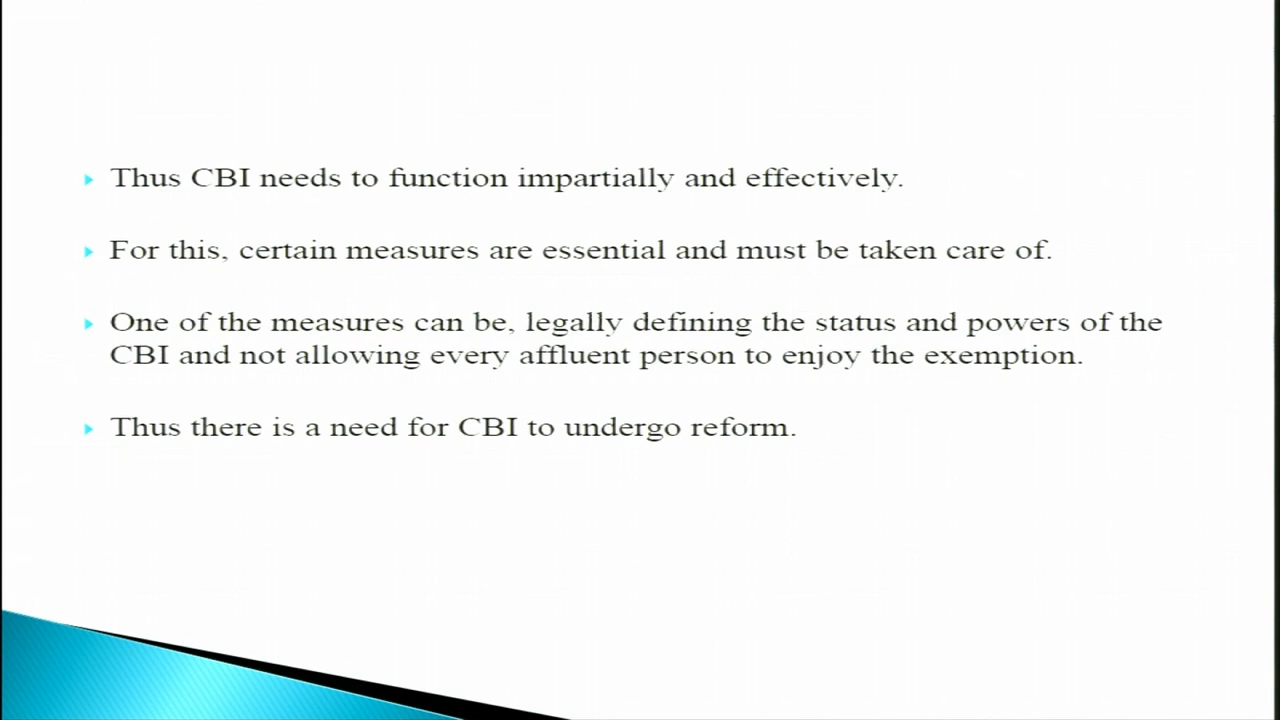 Thus CBI needs to function impartially and effectively.
For this, certain measures are essential and must be taken care of.
One of the measures can be, legally defining the status and powers of the
CBI and not allowing every affluent person to enjoy the exemption.
Thus there is a need for CBI to undergo reform.